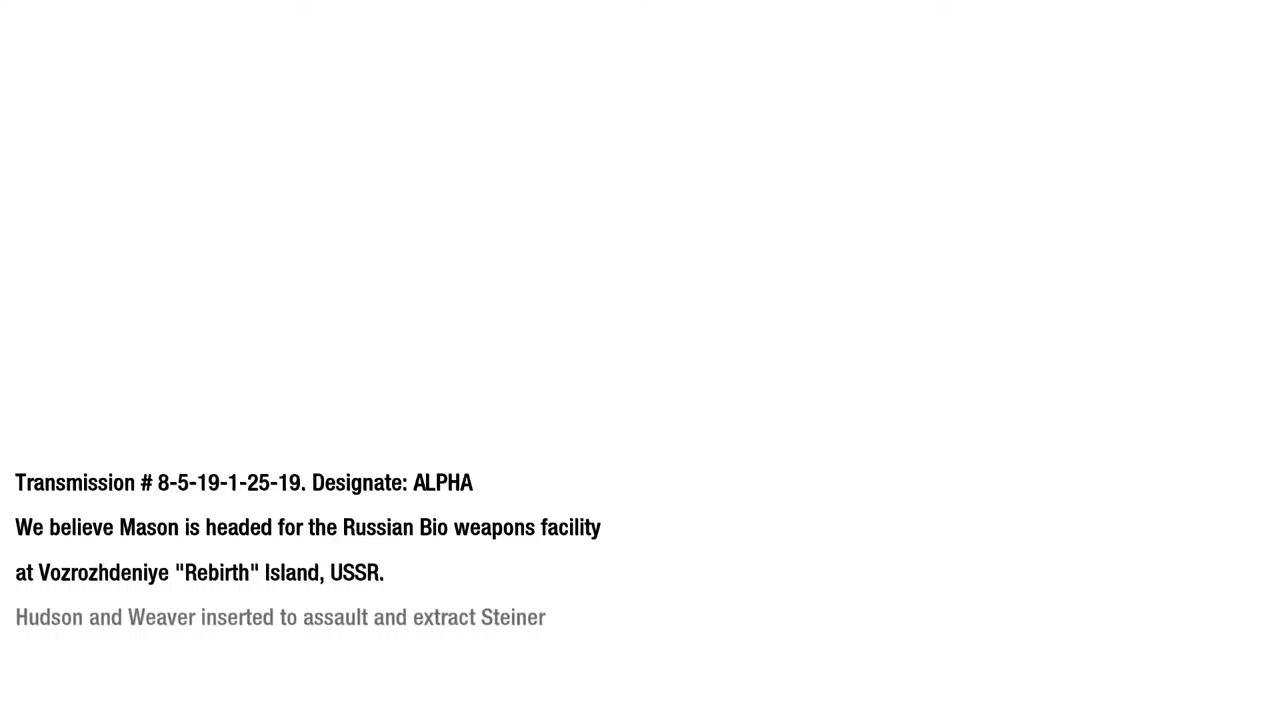 Transmission # 8-5-19-1-25-19. Designate: ALPHA
We believe Mason is headed for the Russian Bio weapons facility
at Vozrozhdeniye "Rebirth" Island, USSR.
Hudson and Weaver inserted to assault and extract Steiner